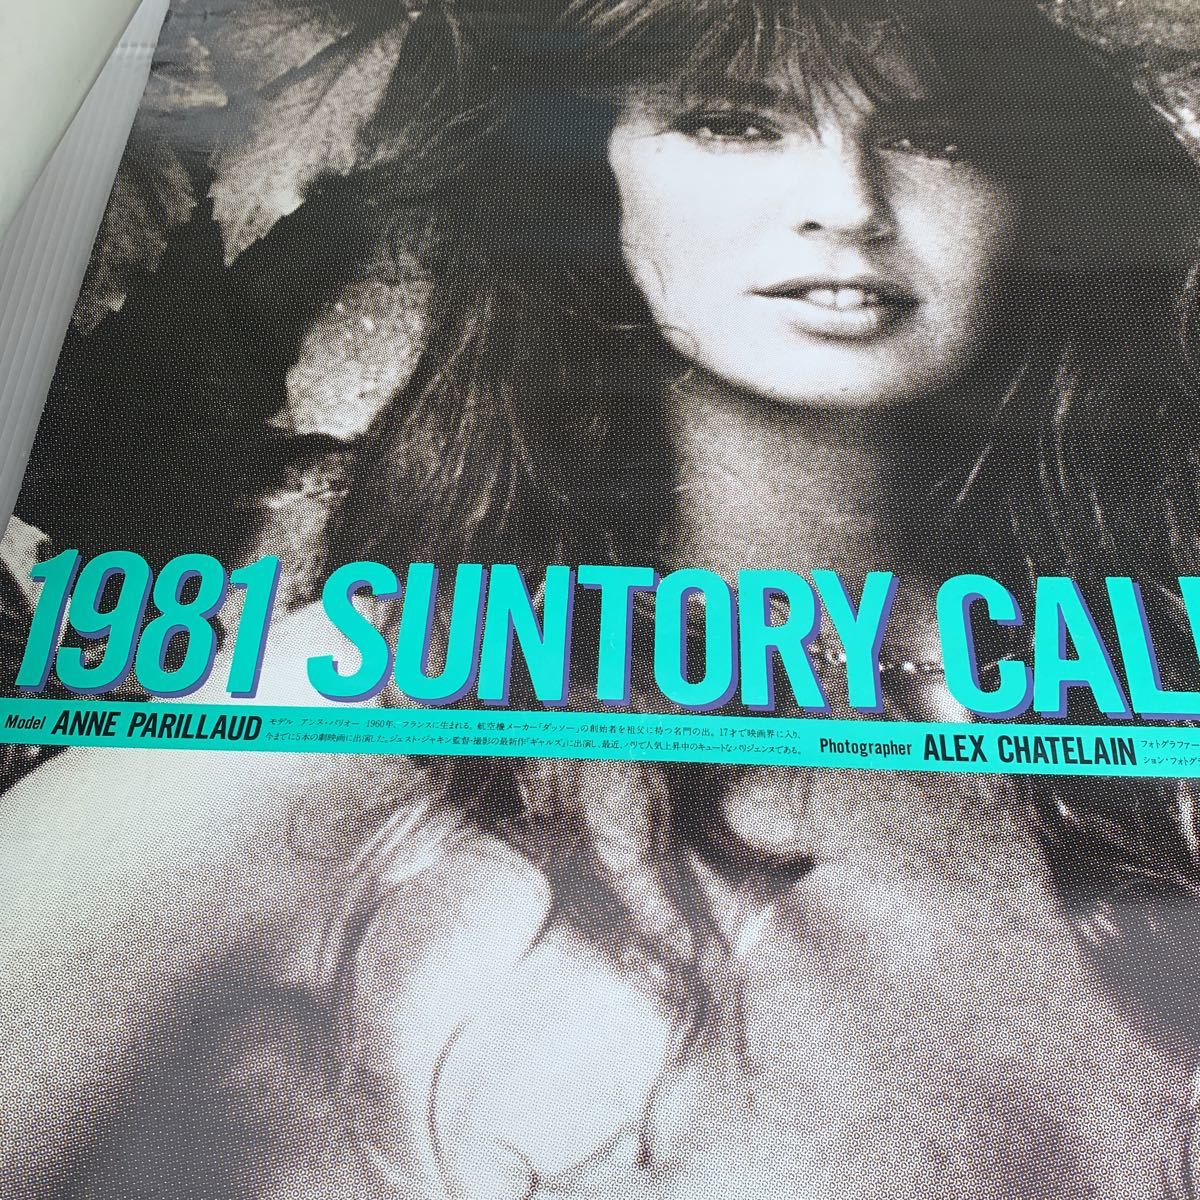 1981 SUNTORY CAL
Model ANNE PARILLAUD モデル アンヌ・パリオー 1960年、フランスに生まれる。航空機メーカー「ダッソー」の創始者を祖父に持つ名門の出。17才で映画界に入り、
今までに5本の劇映画に出演した。ジュスト・ジャキン監督・撮影の最新作「ギャルズ」に出演し、最近、パリで人気上昇中のキュートなパリジェンヌである。
Photographer ALEX CHATELAIN フォトグラファー
ション・フォトグラ